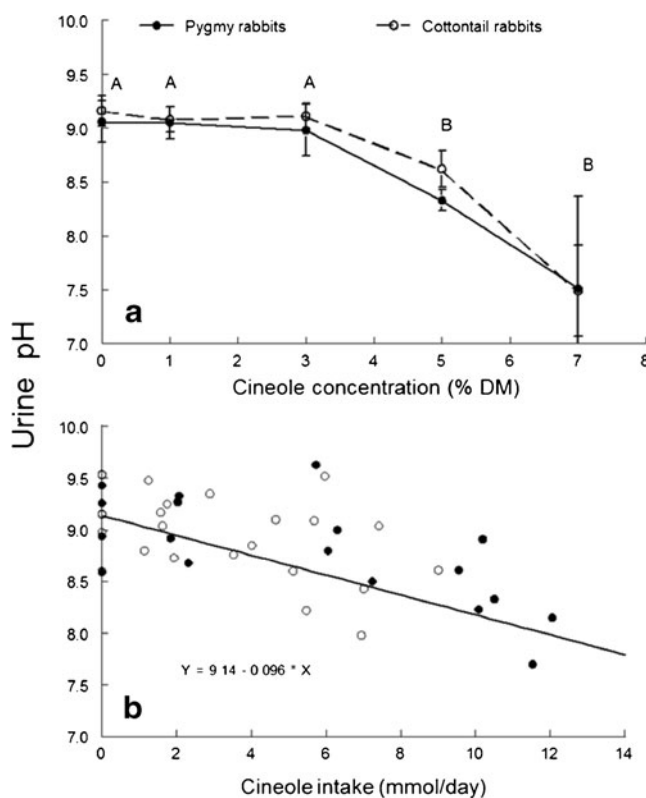 Pygmy rabbits Cottontail rabbits
10.0
9.5
9.0
8.5
8.0
7.5
7.0
A A A B B
a
0 1 2 3 4 5 6 7 8
Cineole concentration (% DM)
Urine pH
10.0
9.5
9.0
8.5
8.0
7.5
7.0
Y = 9 14 - 0 096 * X
b
0 2 4 6 8 10 12 14
Cineole intake (mmol/day)